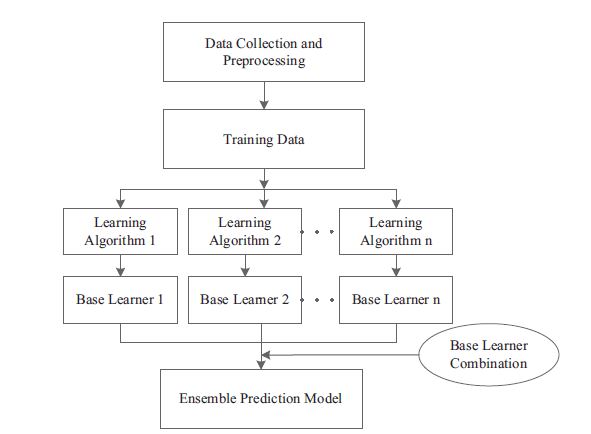 Data Collection and
Preprocessing
Training Data
Learning
Algorithm 1
Learning
Algorithm 2
Learning
Algorithm n
Base Learner 1
Base Learner 2
Base Learner n
Base Learner
Combination
Ensemble Prediction Model